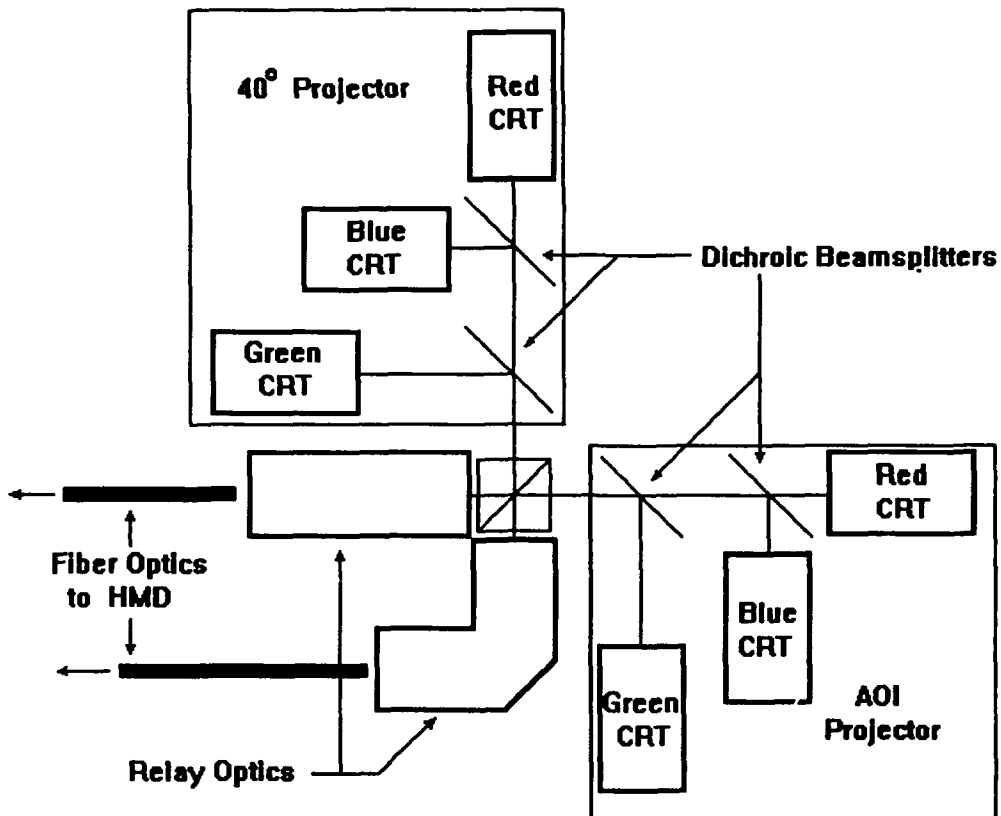 40° Projector
Red
CRT
Blue
CRT
Green
CRT
Dichroic Beamsplitters
Red
CRT
Blue
CRT
Green
CRT
AOI
Projector
Fiber Optics
to HMD
Relay Optics